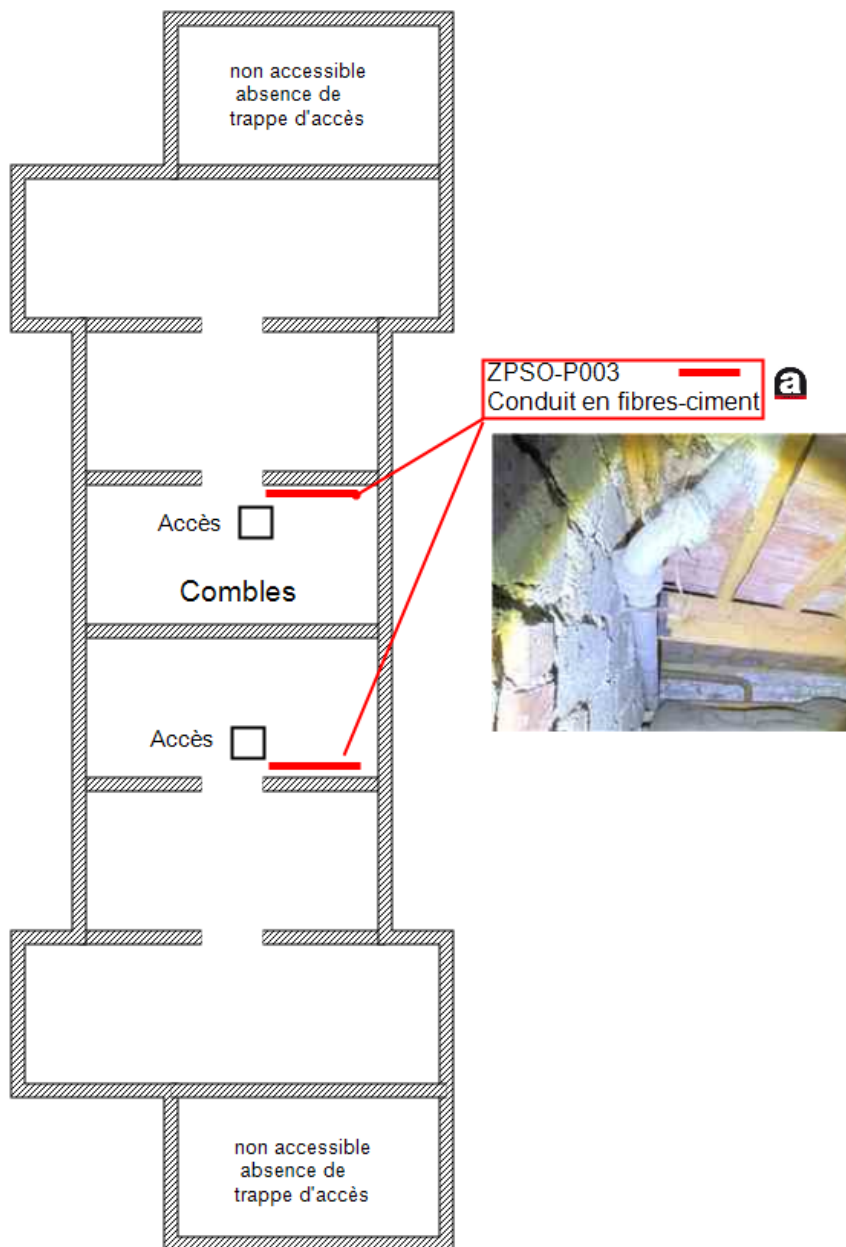 non accessible
absence de
trappe d'accès
ZPSO-P003
Conduit en fibres-ciment
a
Accès
Combles
Accès
non accessible
absence de
trappe d'accès